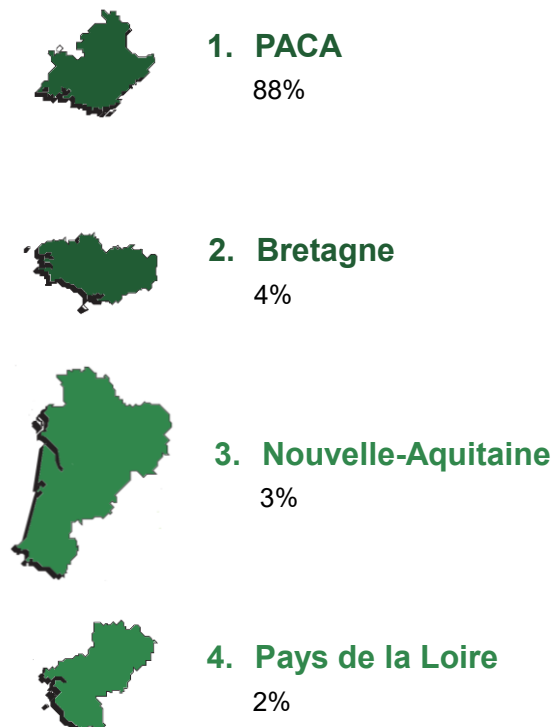 1. PACA
88%
2. Bretagne
4%
3. Nouvelle-Aquitaine
3%
4. Pays de la Loire
2%